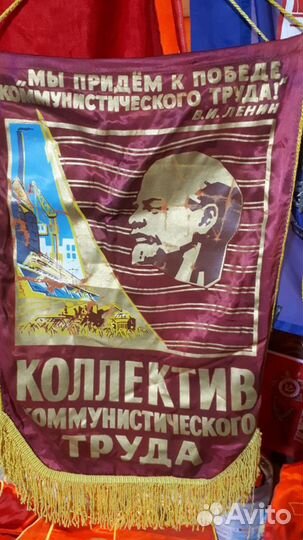 „МЫ ПРИДЁМ К ПОБЕДЕ
КОММУНИСТИЧЕСКОГО ТРУДА!"
В.И. ЛЕНИН
КОЛЛЕКТИВ
КОММУНИСТИЧЕСКОГО
ТРУДА
Avito